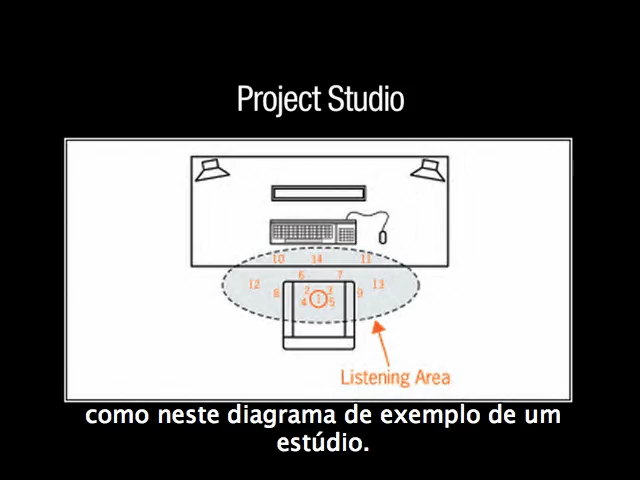 Project Studio
10 14 11
6 7
12 13
8 2 3 9
4 1 5
Listening Area
como neste diagrama de exemplo de um
estúdio.